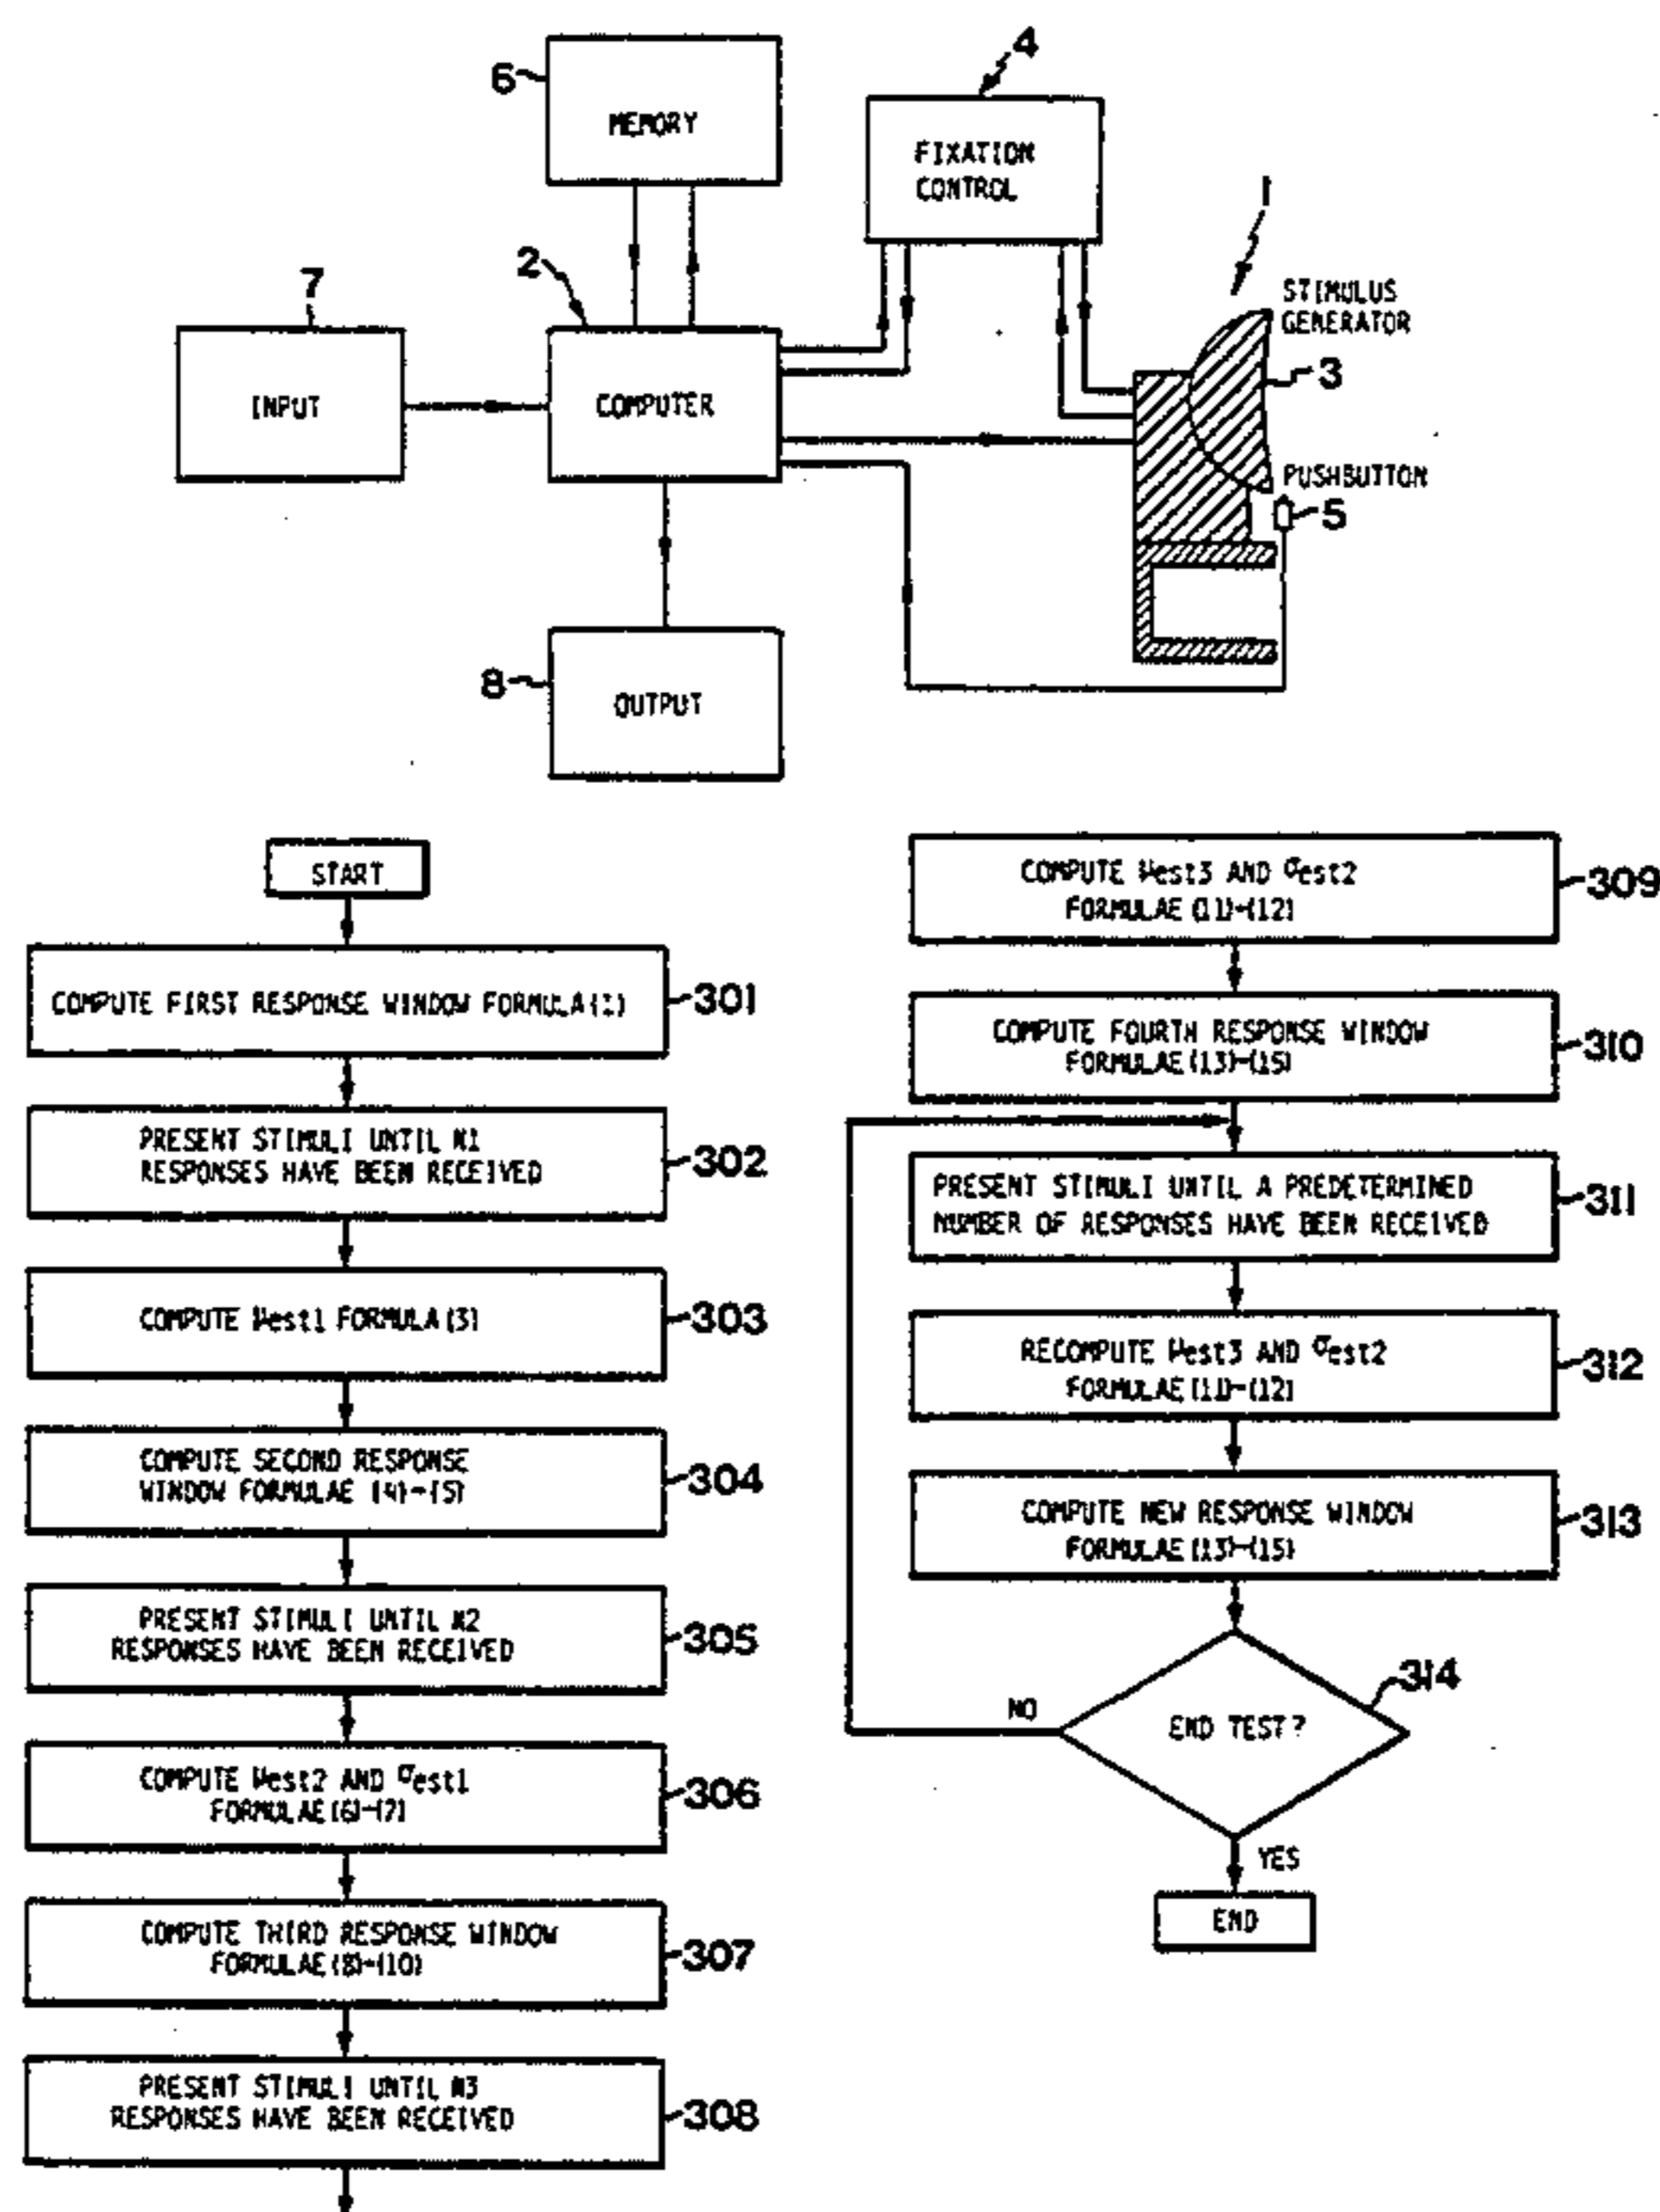 6
MEMORY
4
FIXATION
CONTROL
1
7
INPUT
2
COMPUTER
STIMULUS
GENERATOR
3
PUSHBUTTON
5
8
OUTPUT
START
COMPUTE FIRST RESPONSE WINDOW FORMULA (1)
301
PRESENT STIMULI UNTIL N1
RESPONSES HAVE BEEN RECEIVED
302
COMPUTE μest1 FORMULA (3)
303
COMPUTE SECOND RESPONSE
WINDOW FORMULAE (4)-(5)
304
PRESENT STIMULI UNTIL N2
RESPONSES HAVE BEEN RECEIVED
305
COMPUTE μest2 AND σest1
FORMULAE (6)-(7)
306
COMPUTE THIRD RESPONSE WINDOW
FORMULAE (8)-(10)
307
PRESENT STIMULI UNTIL N3
RESPONSES HAVE BEEN RECEIVED
308
COMPUTE μest3 AND σest2
FORMULAE (11)-(12)
309
COMPUTE FOURTH RESPONSE WINDOW
FORMULAE (13)-(15)
310
PRESENT STIMULI UNTIL A PREDETERMINED
NUMBER OF RESPONSES HAVE BEEN RECEIVED
311
RECOMPUTE μest3 AND σest2
FORMULAE (11)-(12)
312
COMPUTE NEW RESPONSE WINDOW
FORMULAE (13)-(15)
313
314
NO
END TEST?
YES
END